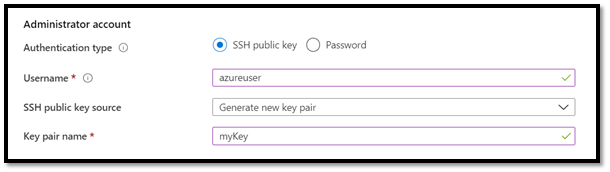 Administrator account
Authentication type SSH public key Password
Username * azureuser
SSH public key source Generate new key pair
Key pair name * myKey